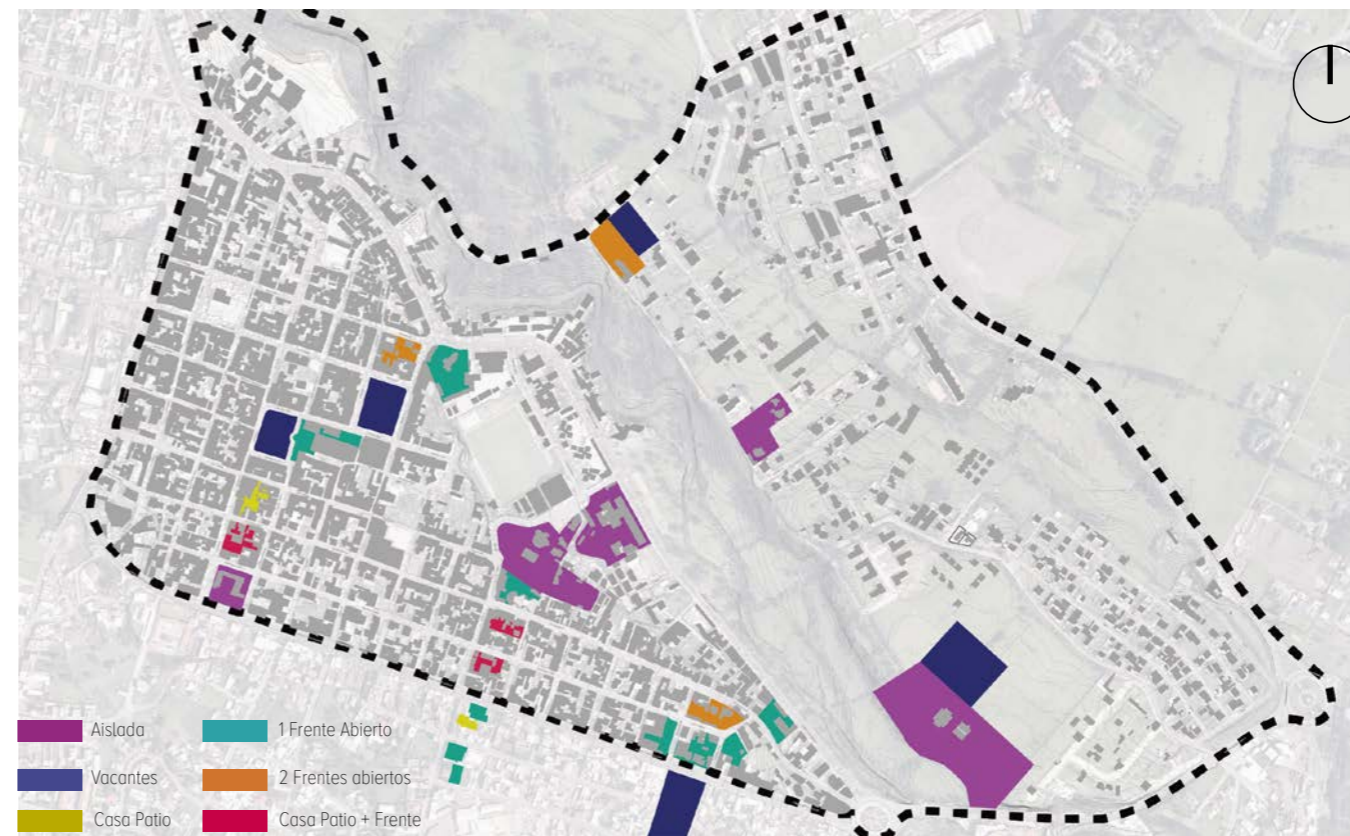 Aislada
1 Frente Abierto
Vacantes
2 Frentes abiertos
Casa Patio
Casa Patio + Frente